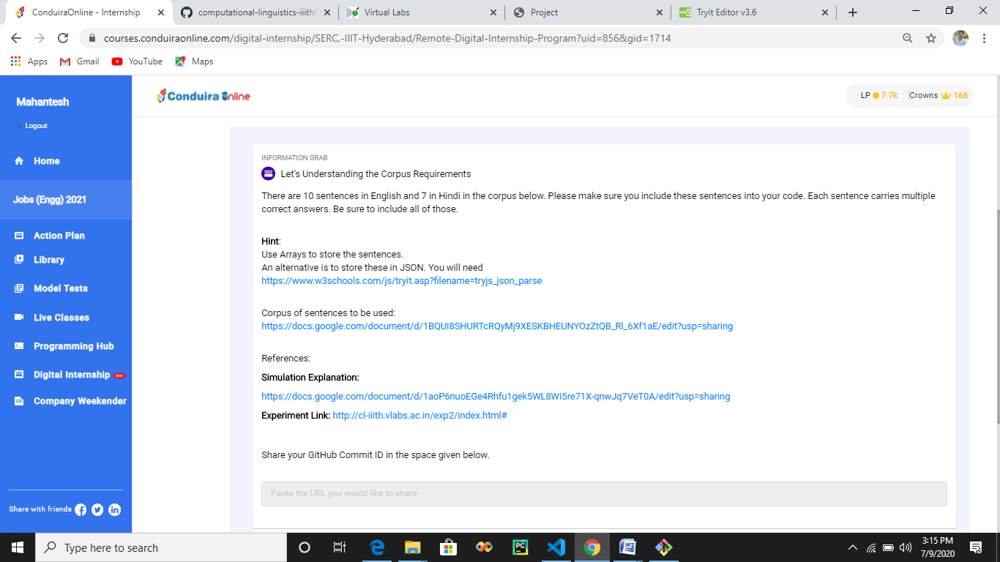 ConduiraOnline - Internship
computational-linguistics-iiith/
Virtual Labs
Project
Tryit Editor v3.6
courses.conduiraonline.com/digital-internship/SERC,-IIIT-Hyderabad/Remote-Digital-Internship-Program?uid=856&gid=1714
Apps
Gmail
YouTube
Maps
Mahantesh
Logout
Home
Jobs (Engg) 2021
Action Plan
Library
Model Tests
Live Classes
Programming Hub
Digital Internship NEW
Company Weekender
Share with friends
Conduira Online
LP 7.7k Crowns 166
INFORMATION GRAB
Let's Understanding the Corpus Requirements
There are 10 sentences in English and 7 in Hindi in the corpus below. Please make sure you include these sentences into your code. Each sentence carries multiple
correct answers. Be sure to include all of those.
Hint:
Use Arrays to store the sentences.
An alternative is to store these in JSON. You will need
https://www.w3schools.com/js/tryit.asp?filename=tryjs_json_parse
Corpus of sentences to be used:
https://docs.google.com/document/d/1BQUI8SHURTcRQyMj9XESKBHEUNYOzZtQB_Rl_6Xf1aE/edit?usp=sharing
References:
Simulation Explanation:
https://docs.google.com/document/d/1aoP6nuoEGe4Rhfu1gek5WL8WI5re71X-qnwJq7VeT0A/edit?usp=sharing
Experiment Link: http://cl-iiith.vlabs.ac.in/exp2/index.html#
Share your GitHub Commit ID in the space given below.
Paste the URL you would like to share
Type here to search
3:15 PM
7/9/2020